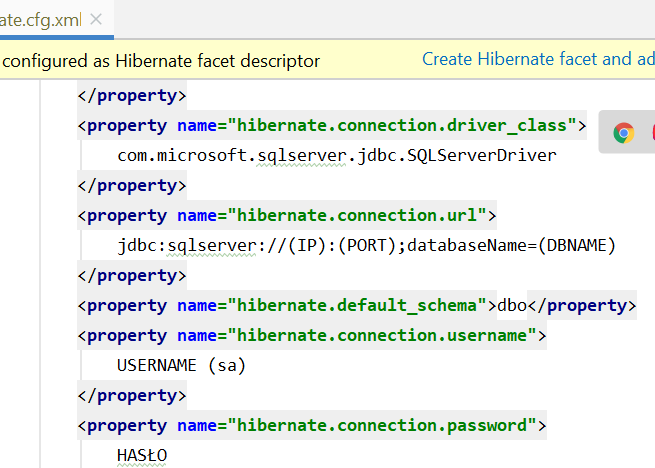 ate.cfg.xml
configured as Hibernate facet descriptor Create Hibernate facet and ad
</property>
<property name="hibernate.connection.driver_class">
com.microsoft.sqlserver.jdbc.SQLServerDriver
</property>
<property name="hibernate.connection.url">
jdbc:sqlserver://(IP):(PORT);databaseName=(DBNAME)
</property>
<property name="hibernate.default_schema">dbo</property>
<property name="hibernate.connection.username">
USERNAME (sa)
</property>
<property name="hibernate.connection.password">
HASŁO